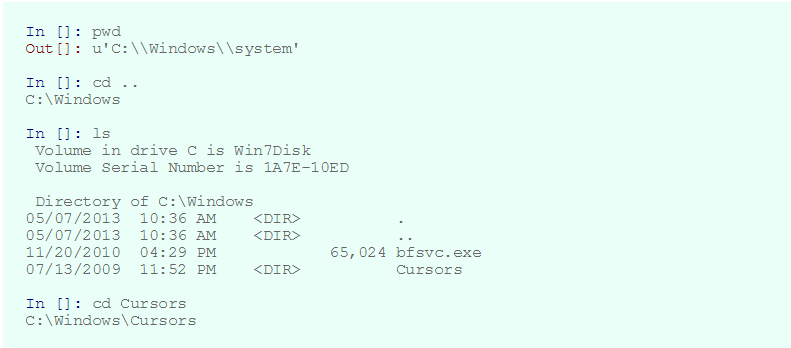 In []: pwd
Out[]: u'C:\\Windows\\system'
In []: cd ..
C:\Windows
In []: ls
Volume in drive C is Win7Disk
Volume Serial Number is 1A7E-10ED
Directory of C:\Windows
05/07/2013  10:36 AM    <DIR>          .
05/07/2013  10:36 AM    <DIR>          ..
11/20/2010  04:29 PM            65,024 bfsvc.exe
07/13/2009  11:52 PM    <DIR>          Cursors
In []: cd Cursors
C:\Windows\Cursors